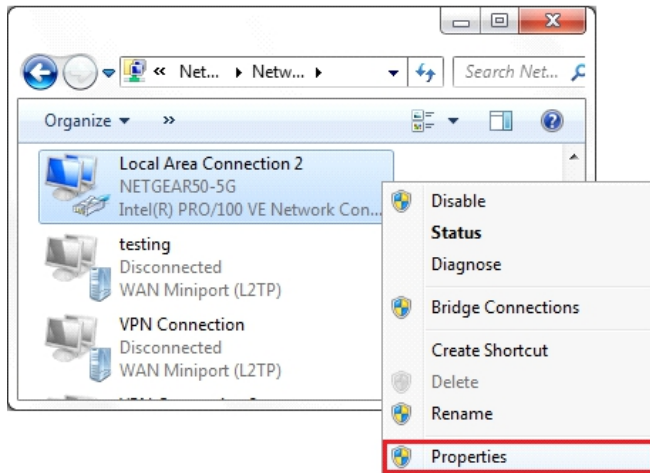 « Net... ▸ Netw... ▸
Search Net...
Organize ▾ »
Local Area Connection 2
NETGEAR50-5G
Intel(R) PRO/100 VE Network Con...
testing
Disconnected
WAN Miniport (L2TP)
VPN Connection
Disconnected
WAN Miniport (L2TP)
Disable
Status
Diagnose
Bridge Connections
Create Shortcut
Delete
Rename
Properties